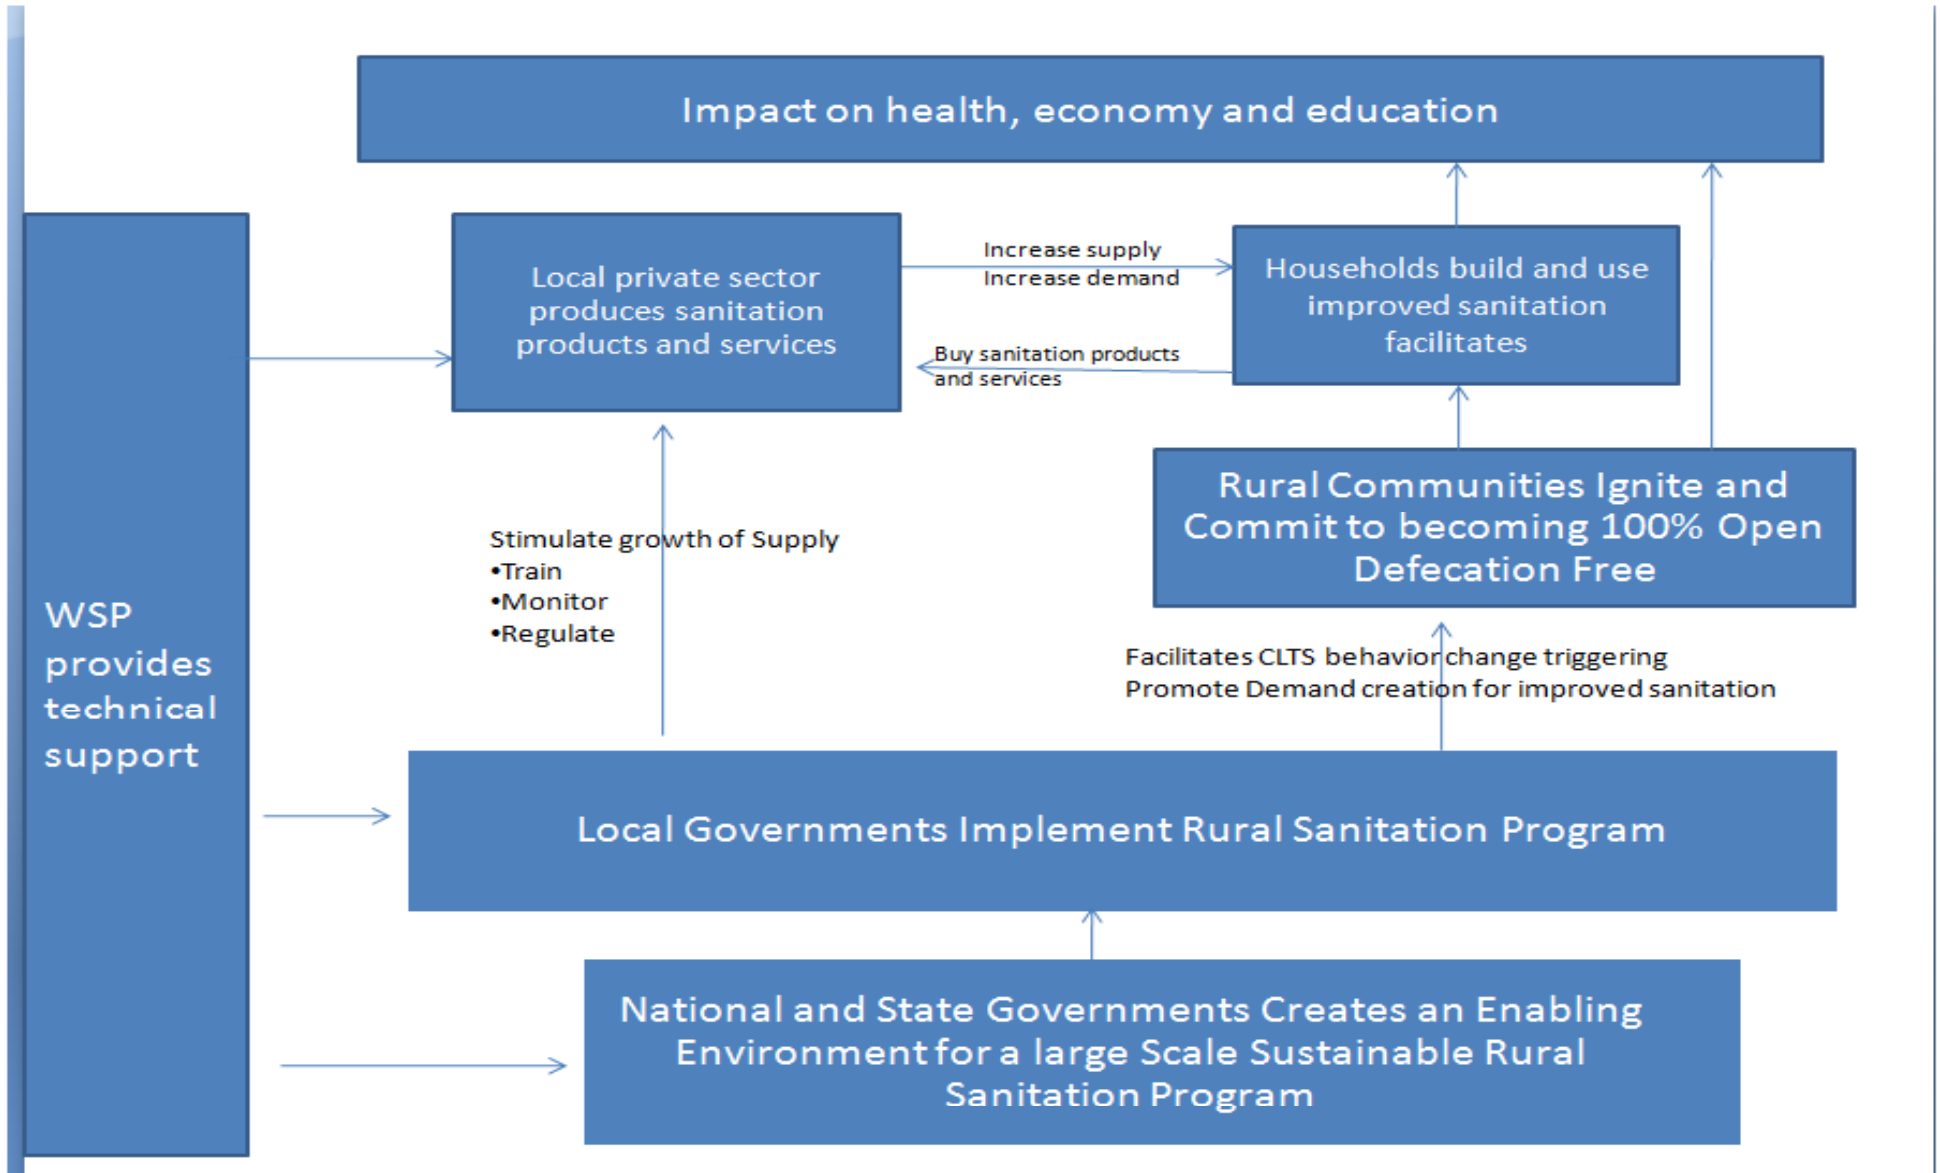 Impact on health, economy and education
Local private sector
produces sanitation
products and services
Increase supply
Increase demand
Buy sanitation products
and services
Households build and use
improved sanitation
facilitates
Rural Communities Ignite and
Commit to becoming 100% Open
Defecation Free
Stimulate growth of Supply
•Train
•Monitor
•Regulate
WSP
provides
technical
support
Facilitates CLTS behavior change triggering
Promote Demand creation for improved sanitation
Local Governments Implement Rural Sanitation Program
National and State Governments Creates an Enabling
Environment for a large Scale Sustainable Rural
Sanitation Program